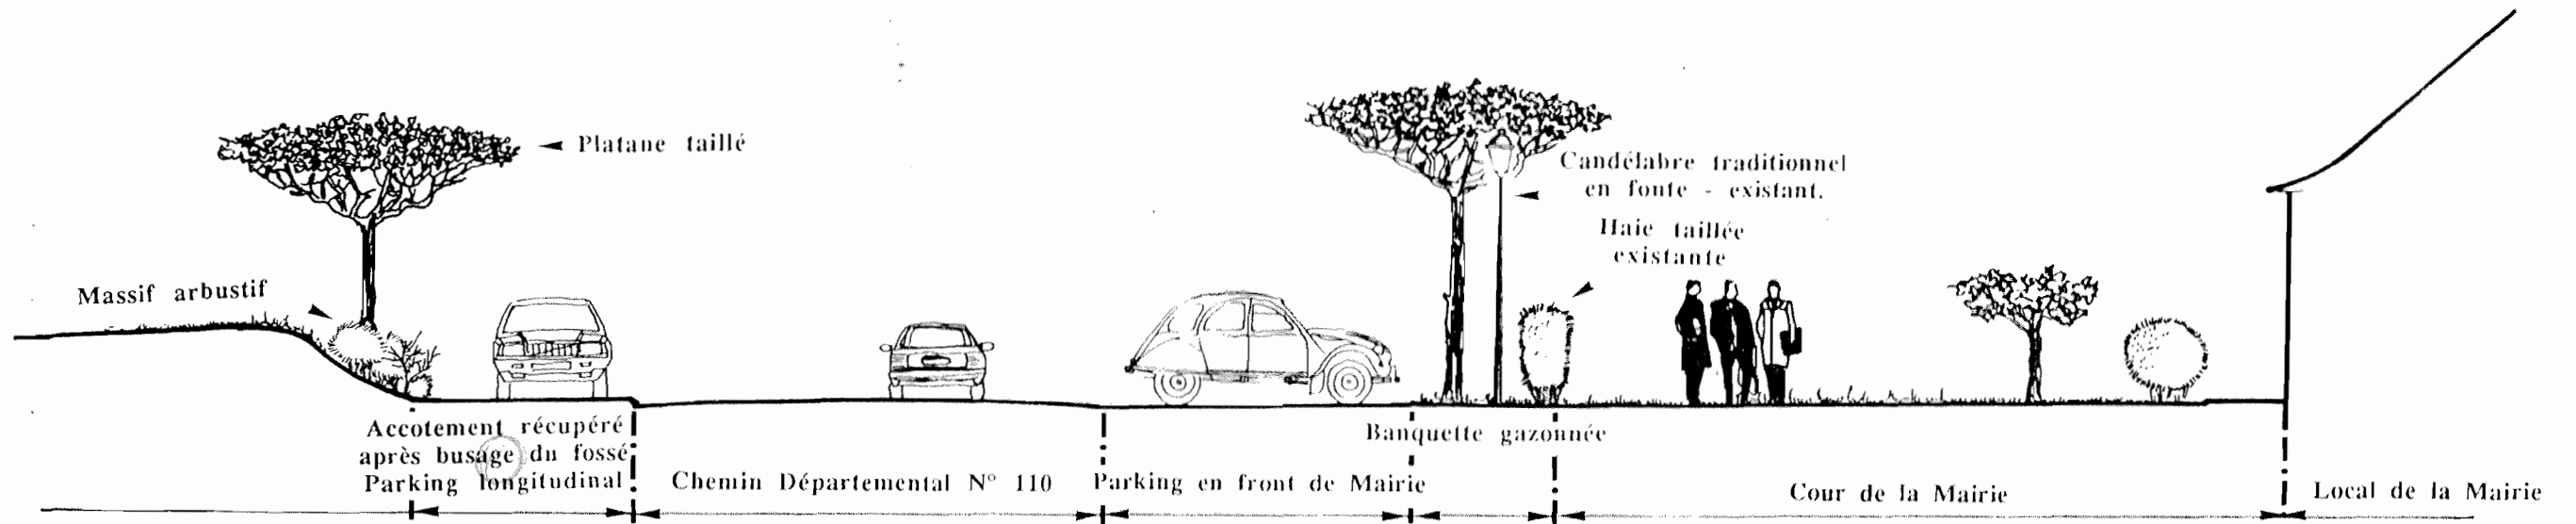 Platane taillé
Candélabre traditionnel
en fonte - existant.
Haie taillée
existante
Massif arbustif
Accotement récupéré
après busage du fossé
Parking longitudinal
Chemin Départemental N° 110
Parking en front de Mairie
Banquette gazonnée
Cour de la Mairie
Local de la Mairie